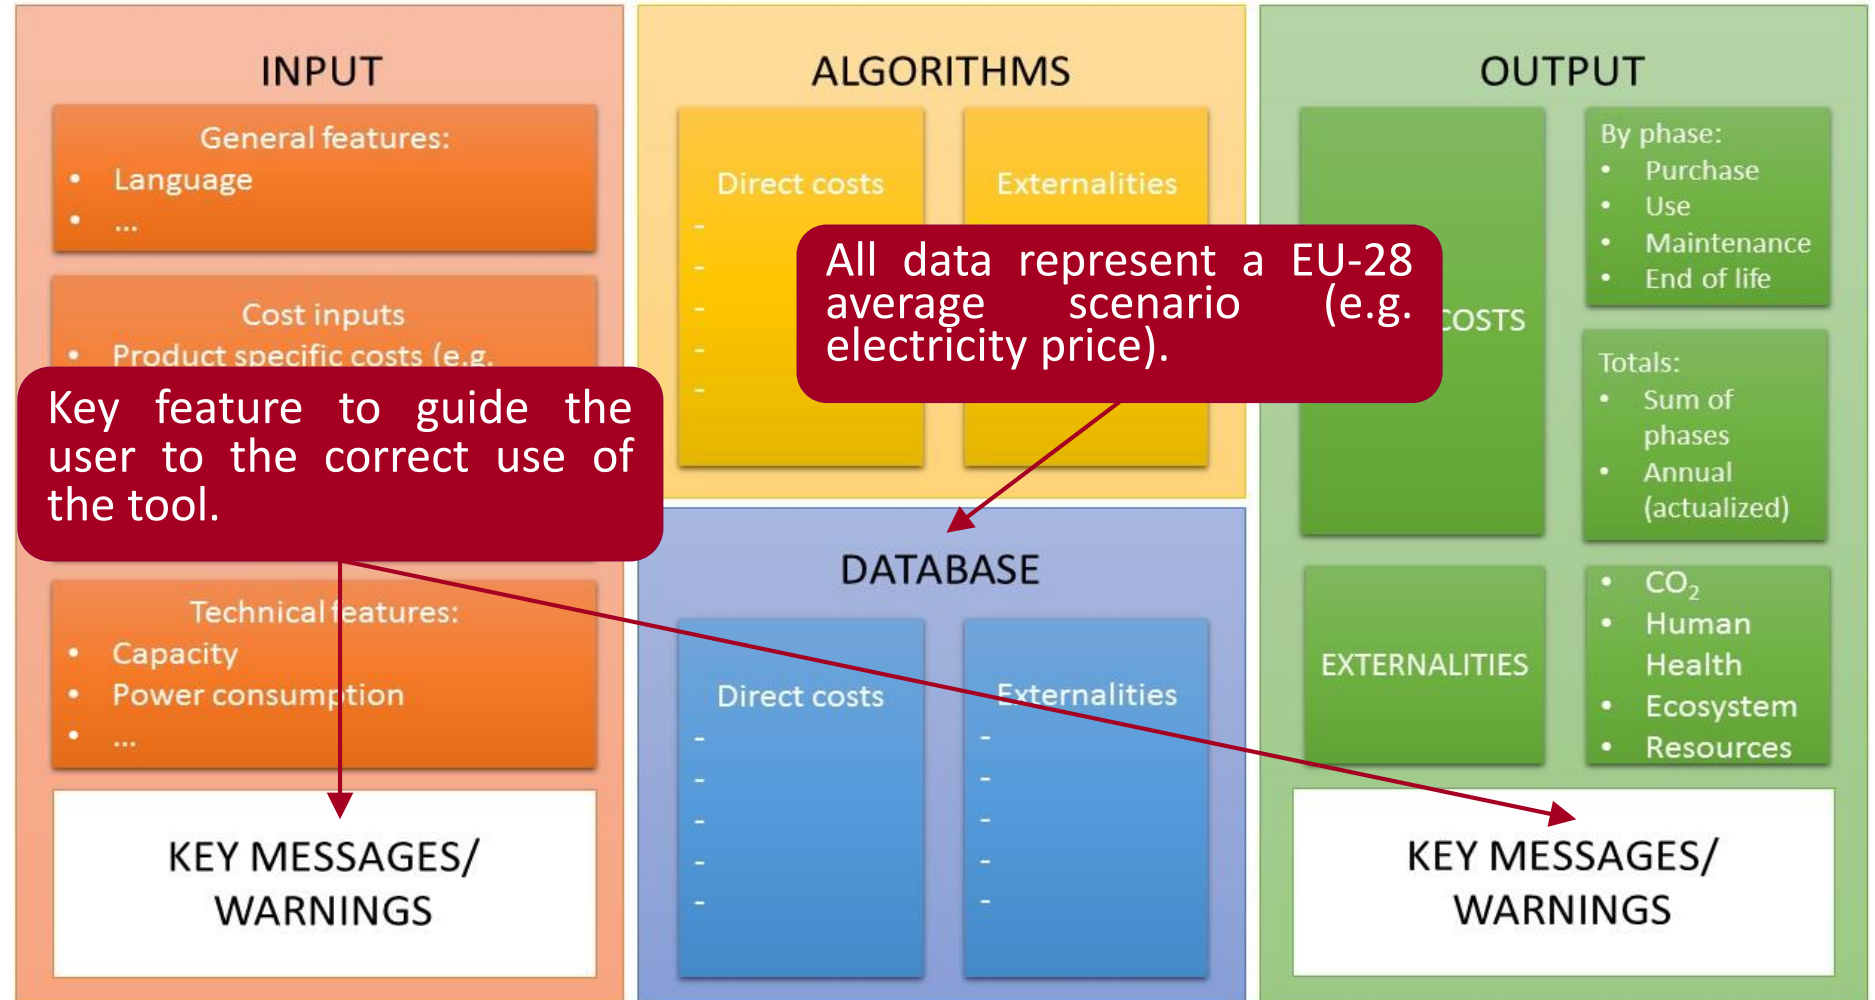 INPUT
General features:
• Language
• ...
Cost inputs
• Product specific costs (e.g.
Key feature to guide the
user to the correct use of
the tool.
Technical features:
• Capacity
• Power consumption
• ...
KEY MESSAGES/
WARNINGS
ALGORITHMS
Direct costs
-
-
-
-
-
Externalities
All data represent a EU-28
average scenario (e.g.
electricity price).
DATABASE
Direct costs
-
-
-
-
-
Externalities
-
-
-
-
-
OUTPUT
COSTS
By phase:
• Purchase
• Use
• Maintenance
• End of life
Totals:
• Sum of
phases
• Annual
(actualized)
EXTERNALITIES
• CO₂
• Human
Health
• Ecosystem
• Resources
KEY MESSAGES/
WARNINGS